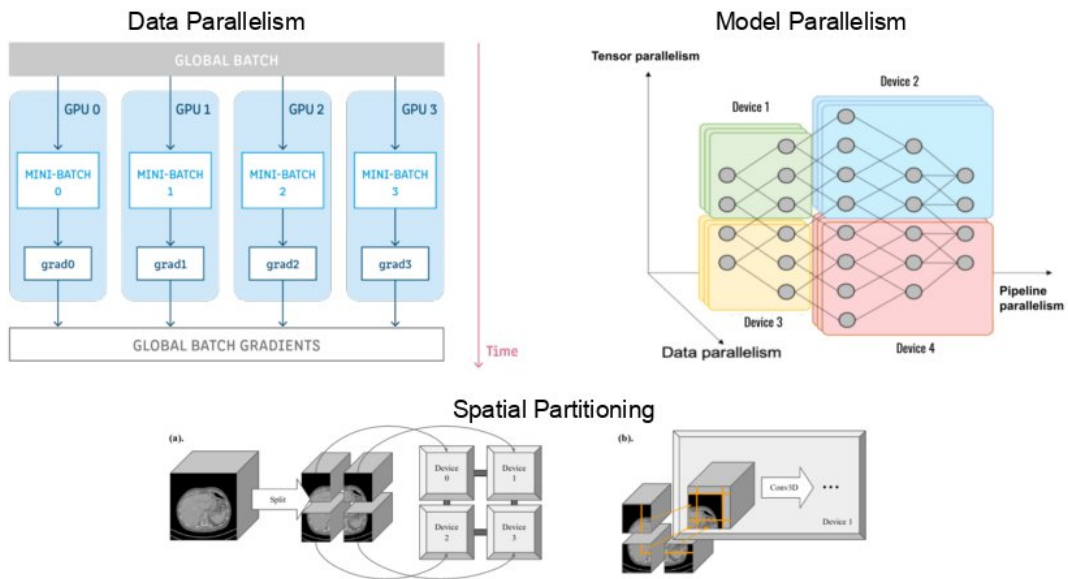 Data Parallelism
GLOBAL BATCH
GPU 0
GPU 1
GPU 2
GPU 3
MINI-BATCH
0
MINI-BATCH
1
MINI-BATCH
2
MINI-BATCH
3
grad0
grad1
grad2
grad3
GLOBAL BATCH GRADIENTS
Time
Model Parallelism
Tensor parallelism
Device 1
Device 2
Device 3
Device 4
Pipeline
parallelism
Data parallelism
Spatial Partitioning
(a).
Split
Device
0
Device
1
Device
2
Device
3
(b).
Conv3D
•••
Device 1